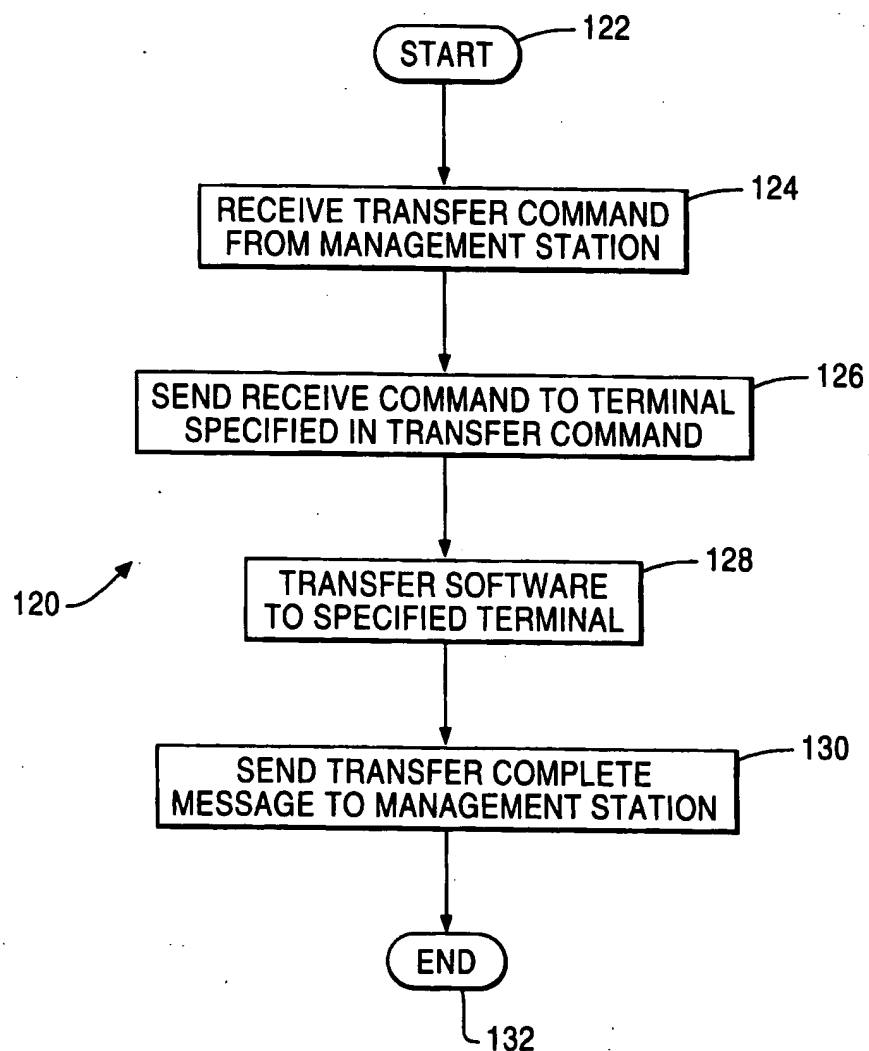 START
122
RECEIVE TRANSFER COMMAND
FROM MANAGEMENT STATION
124
SEND RECEIVE COMMAND TO TERMINAL
SPECIFIED IN TRANSFER COMMAND
126
TRANSFER SOFTWARE
TO SPECIFIED TERMINAL
128
120
SEND TRANSFER COMPLETE
MESSAGE TO MANAGEMENT STATION
130
END
132